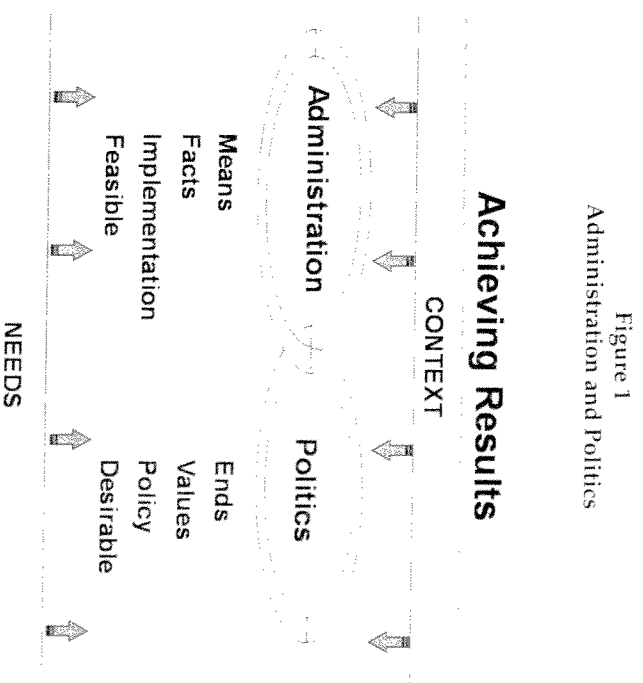 Figure 1
Administration and Politics
Achieving Results
CONTEXT
Administration
Politics
Means
Ends
Facts
Values
Implementation
Policy
Feasible
Desirable
NEEDS